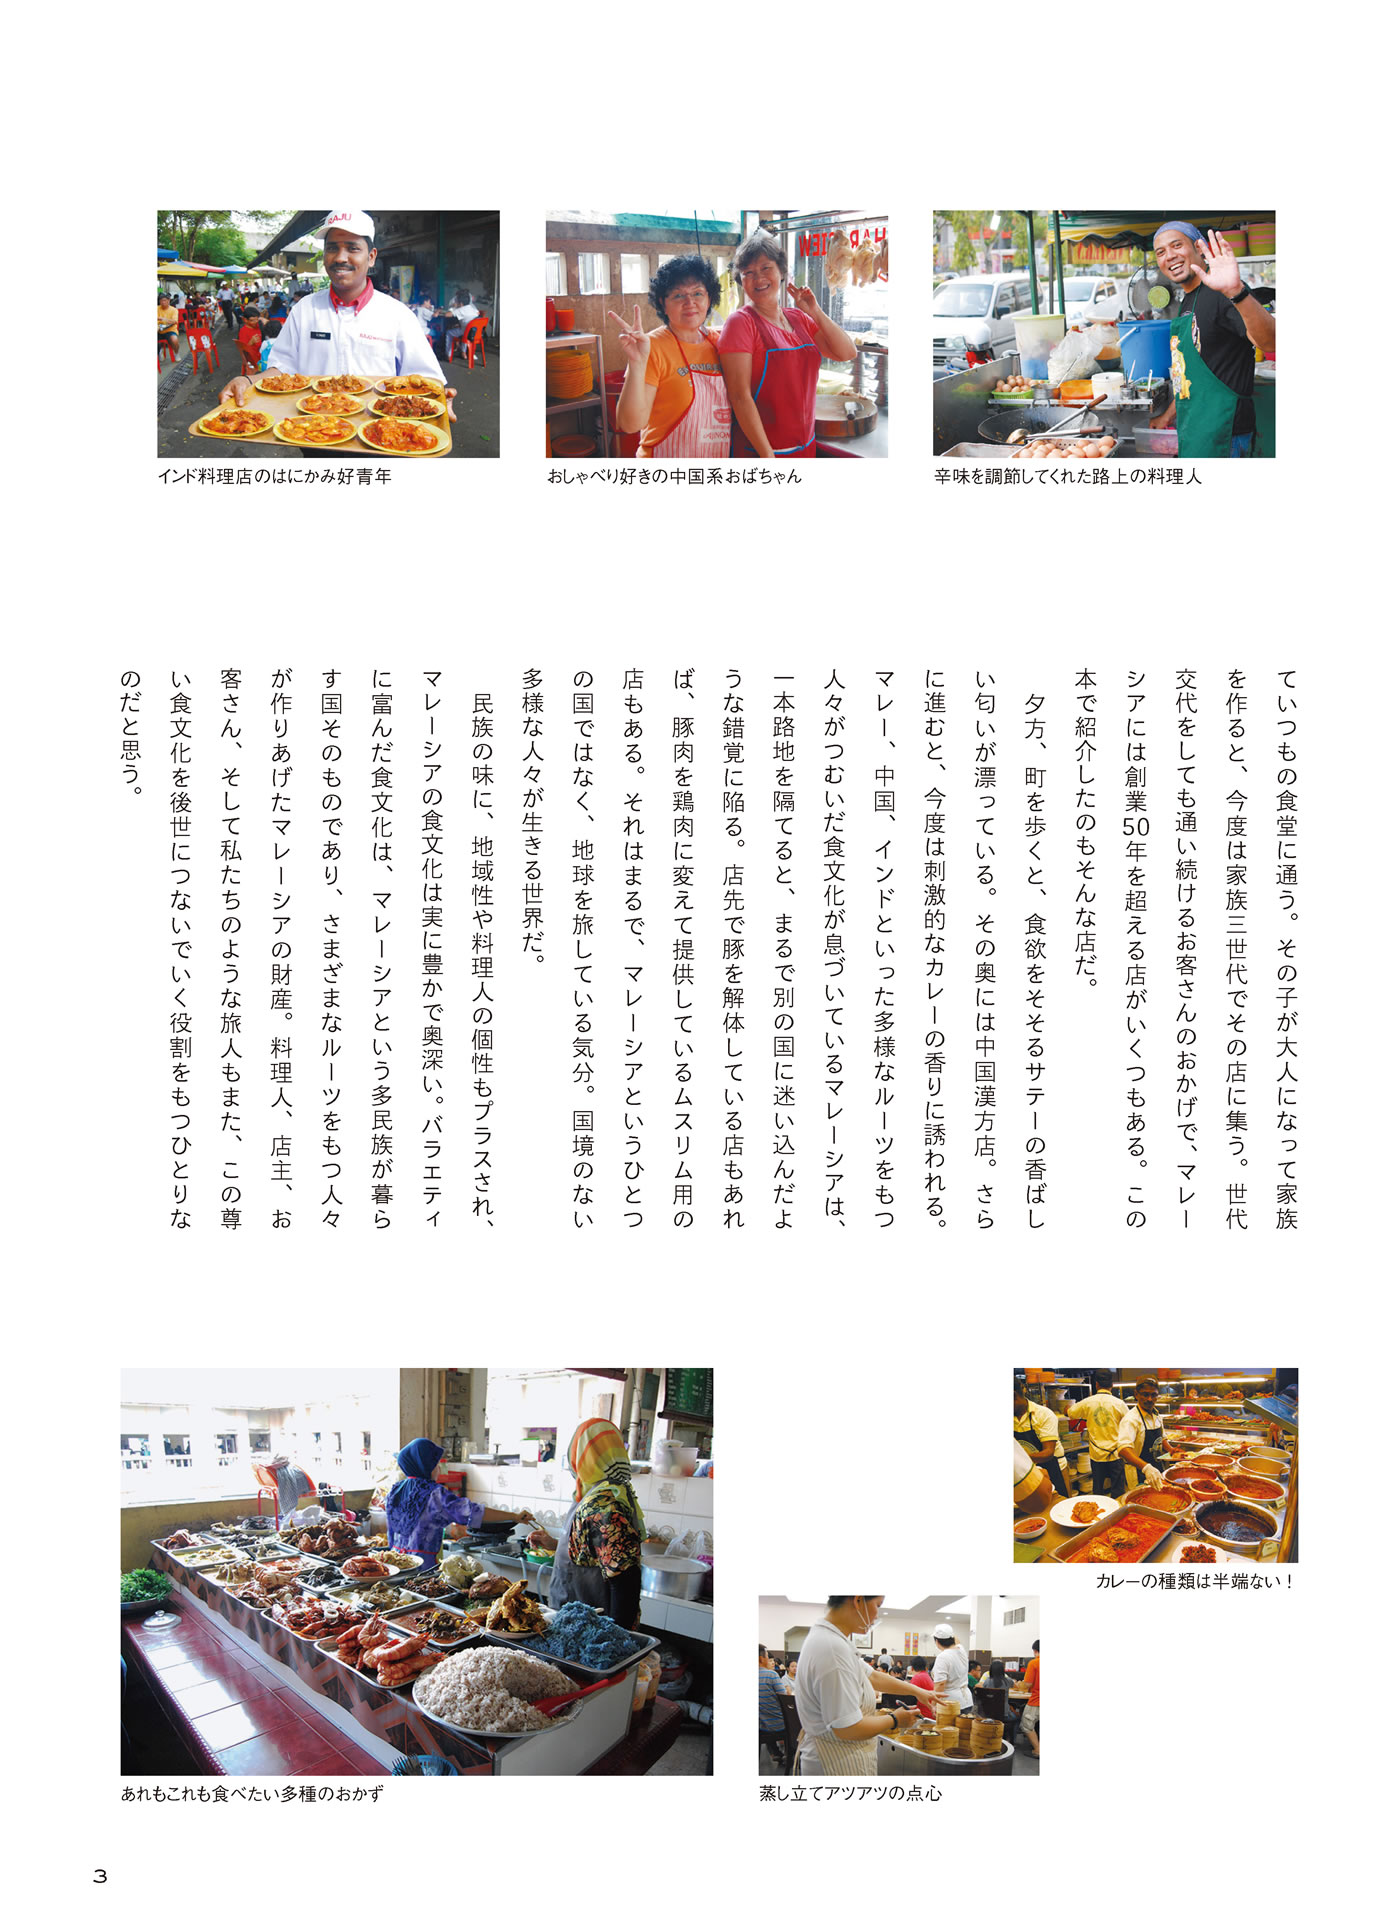 インド料理店のはにかみ好青年
おしゃべり好きの中国系おばちゃん
辛味を調節してくれた路上の料理人
ていつもの食堂に通う。その子が大人になって家族
を作ると、今度は家族三世代でその店に集う。世代
交代をしても通い続けるお客さんのおかげで、マレー
シアには創業50年を超える店がいくつもある。この
本で紹介したのもそんな店だ。
夕方、町を歩くと、食欲をそそるサテーの香ばし
い匂いが漂っている。その奥には中国漢方店。さら
に進むと、今度は刺激的なカレーの香りに誘われる。
マレー、中国、インドといった多様なルーツをもつ
人々がつむいだ食文化が息づいているマレーシアは、
一本路地を隔てると、まるで別の国に迷い込んだよ
うな錯覚に陥る。店先で豚を解体している店もあれ
ば、豚肉を鶏肉に変えて提供しているムスリム用の
店もある。それはまるで、マレーシアというひとつ
の国ではなく、地球を旅している気分。国境のない
多様な人々が生きる世界だ。
民族の味に、地域性や料理人の個性もプラスされ、
マレーシアの食文化は実に豊かで奥深い。バラエティ
に富んだ食文化は、マレーシアという多民族が暮ら
す国そのものであり、さまざまなルーツをもつ人々
が作りあげたマレーシアの財産。料理人、店主、お
客さん、そして私たちのような旅人もまた、この尊
い食文化を後世につないでいく役割をもつひとりな
のだと思う。
カレーの種類は半端ない！
あれもこれも食べたい多種のおかず
蒸し立てアツアツの点心
3